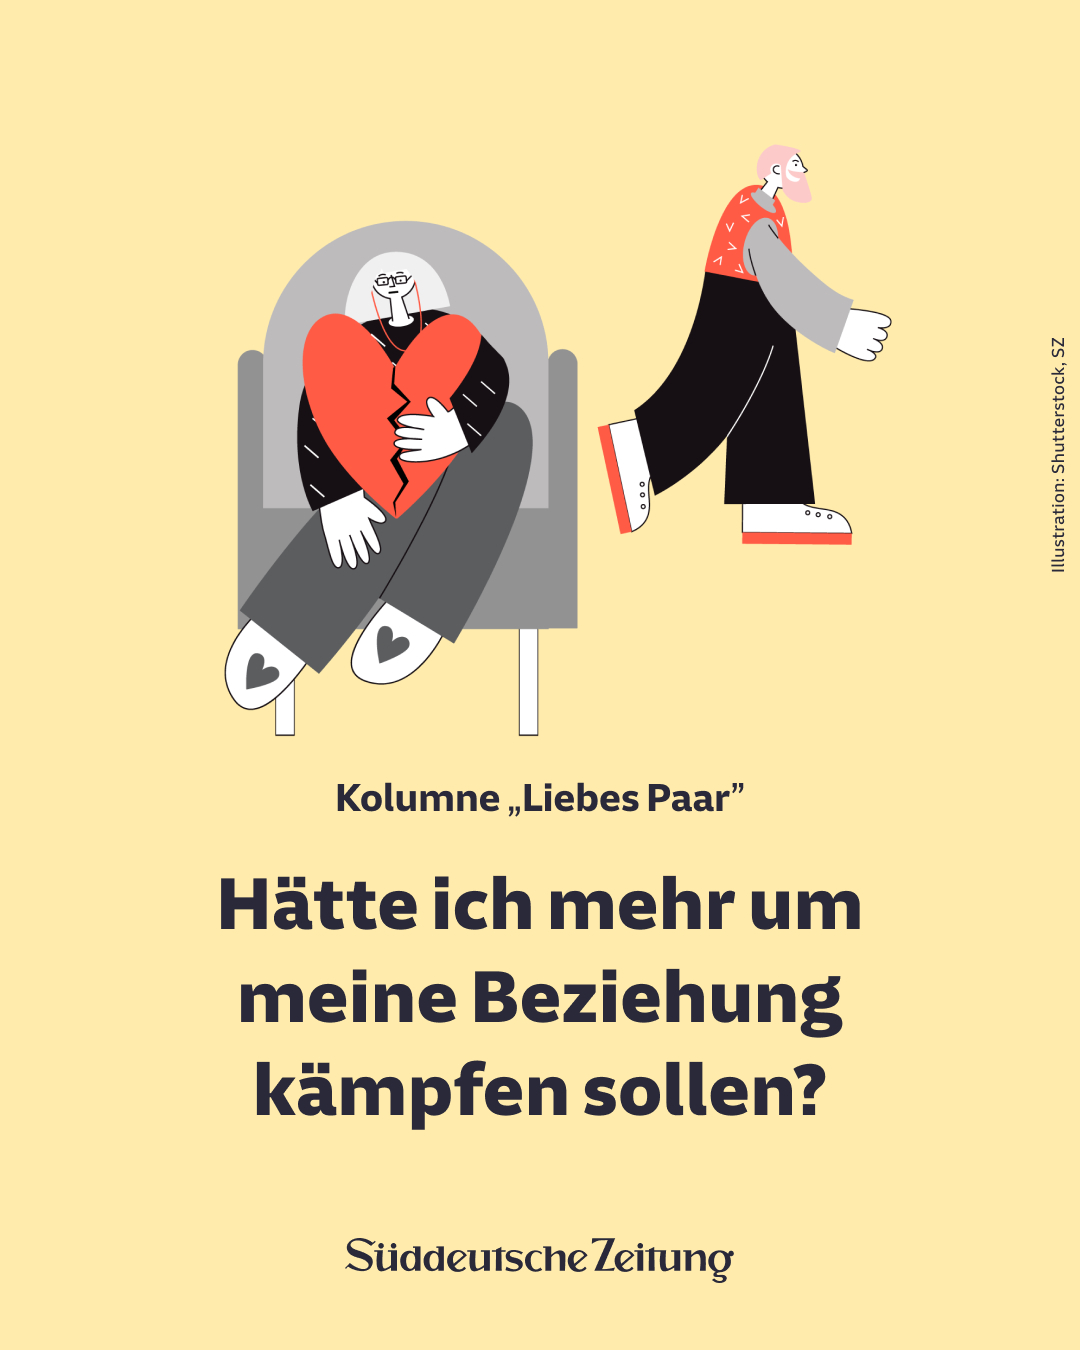 Illustration: Shutterstock, SZ
Kolumne „Liebes Paar”
Hätte ich mehr um
meine Beziehung
kämpfen sollen?
Süddeutsche Zeitung